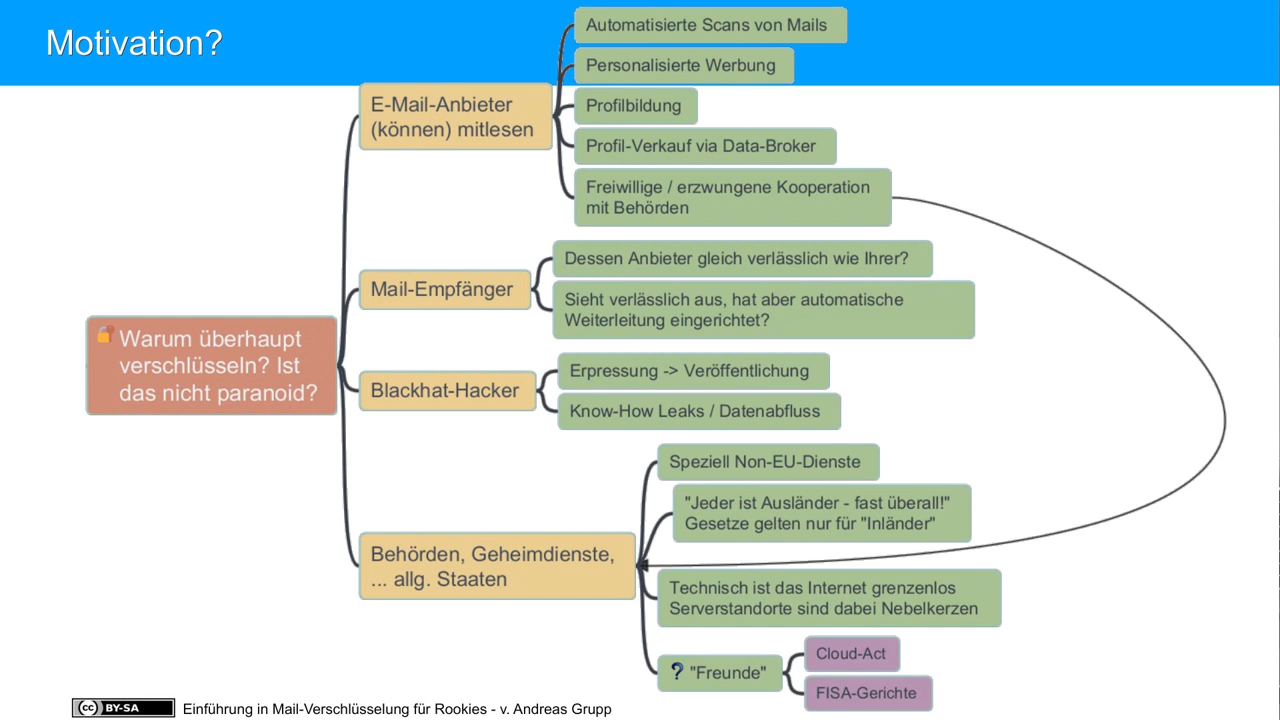 Motivation?
Warum überhaupt
verschlüsseln? Ist
das nicht paranoid?
E-Mail-Anbieter
(können) mitlesen
Automatisierte Scans von Mails
Personalisierte Werbung
Profilbildung
Profil-Verkauf via Data-Broker
Freiwillige / erzwungene Kooperation
mit Behörden
Mail-Empfänger
Dessen Anbieter gleich verlässlich wie Ihrer?
Sieht verlässlich aus, hat aber automatische
Weiterleitung eingerichtet?
Blackhat-Hacker
Erpressung -> Veröffentlichung
Know-How Leaks / Datenabfluss
Behörden, Geheimdienste,
... allg. Staaten
Speziell Non-EU-Dienste
"Jeder ist Ausländer - fast überall!"
Gesetze gelten nur für "Inländer"
Technisch ist das Internet grenzenlos
Serverstandorte sind dabei Nebelkerzen
? "Freunde"
Cloud-Act
FISA-Gerichte
cc BY-SA
Einführung in Mail-Verschlüsselung für Rookies - v. Andreas Grupp